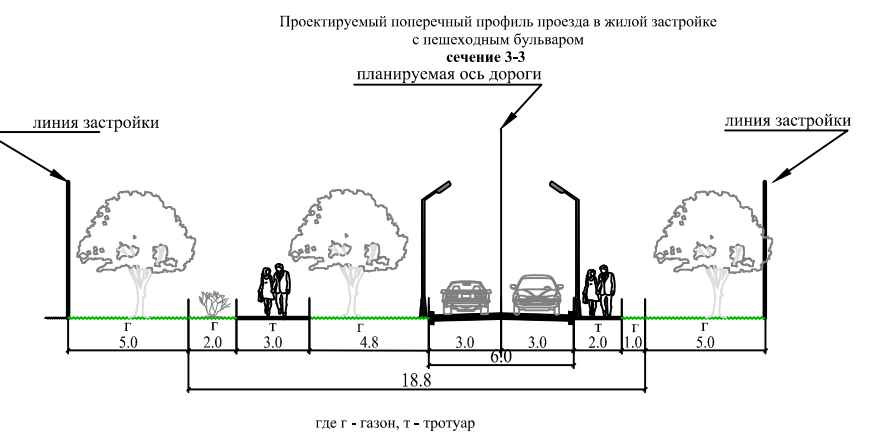 Проектируемый поперечный профиль проезда в жилой застройке
с пешеходным бульваром
сечение 3-3
планируемая ось дороги
линия застройки
линия застройки
г г т г т г г
5.0 2.0 3.0 4.8 3.0 3.0 2.0 1.0 5.0
6.0
18.8
где г - газон, т - тротуар